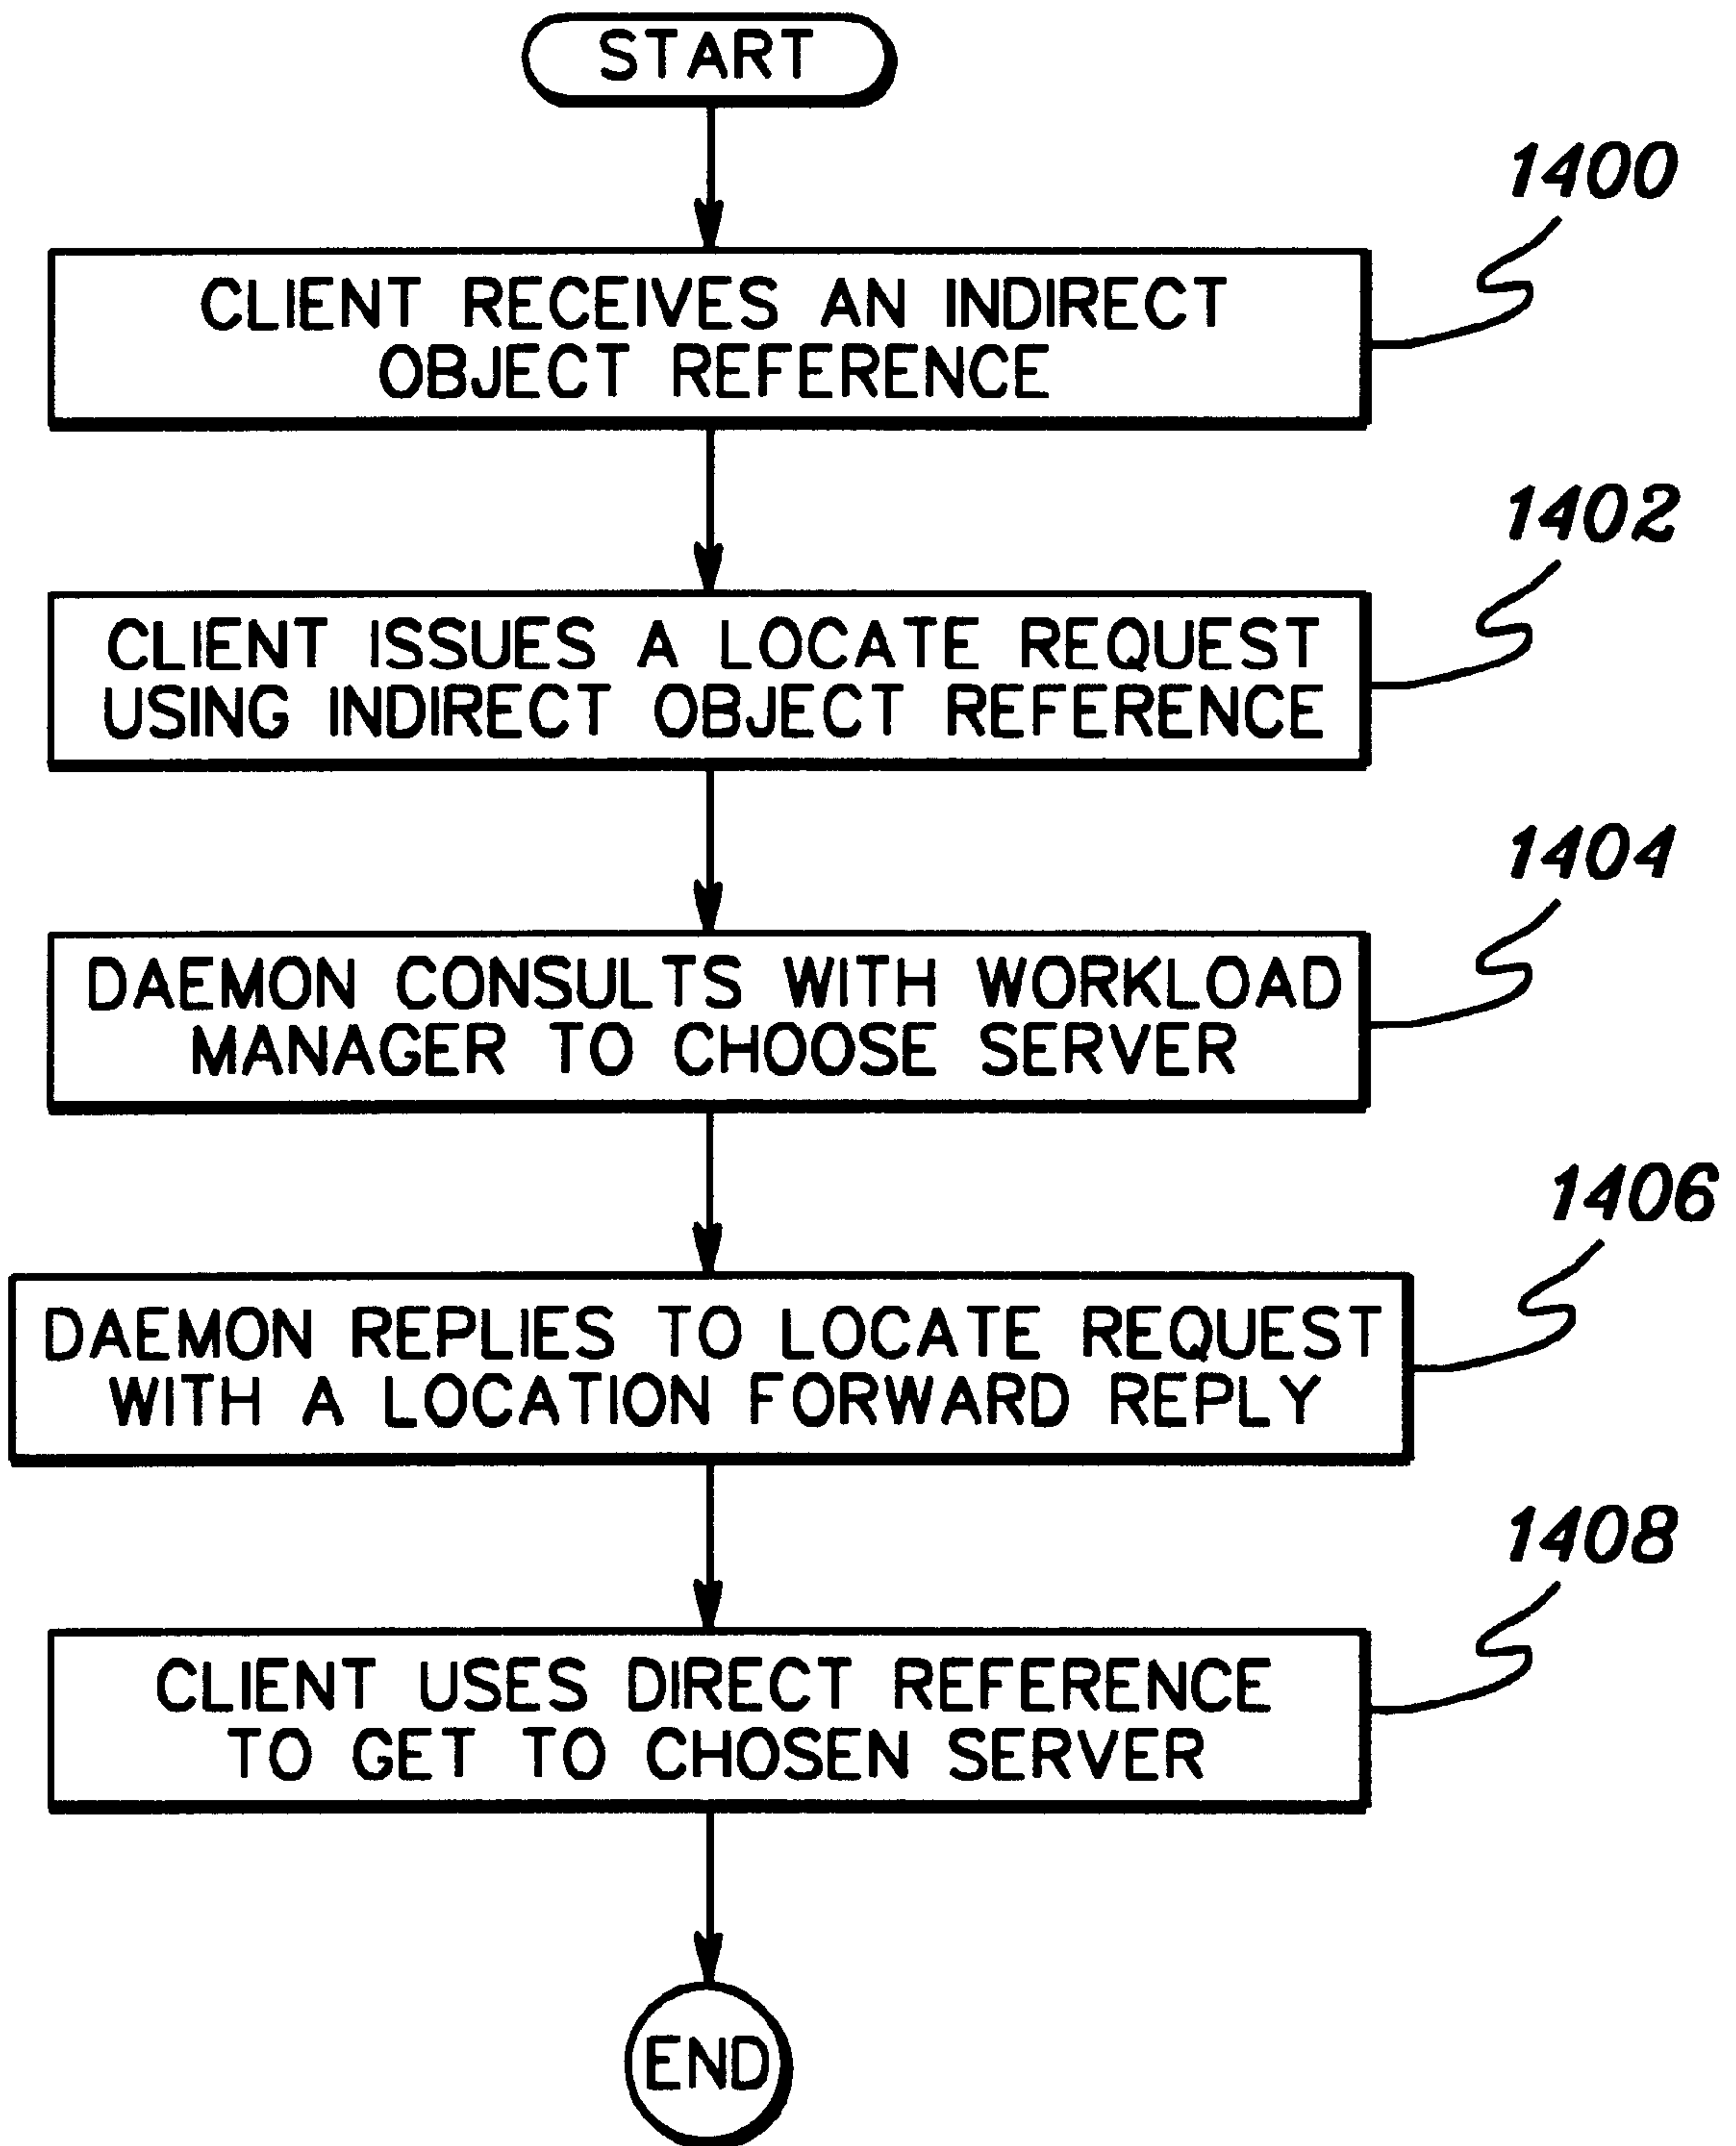 START
1400
CLIENT RECEIVES AN INDIRECT
OBJECT REFERENCE
1402
CLIENT ISSUES A LOCATE REQUEST
USING INDIRECT OBJECT REFERENCE
1404
DAEMON CONSULTS WITH WORKLOAD
MANAGER TO CHOOSE SERVER
1406
DAEMON REPLIES TO LOCATE REQUEST
WITH A LOCATION FORWARD REPLY
1408
CLIENT USES DIRECT REFERENCE
TO GET TO CHOSEN SERVER
END